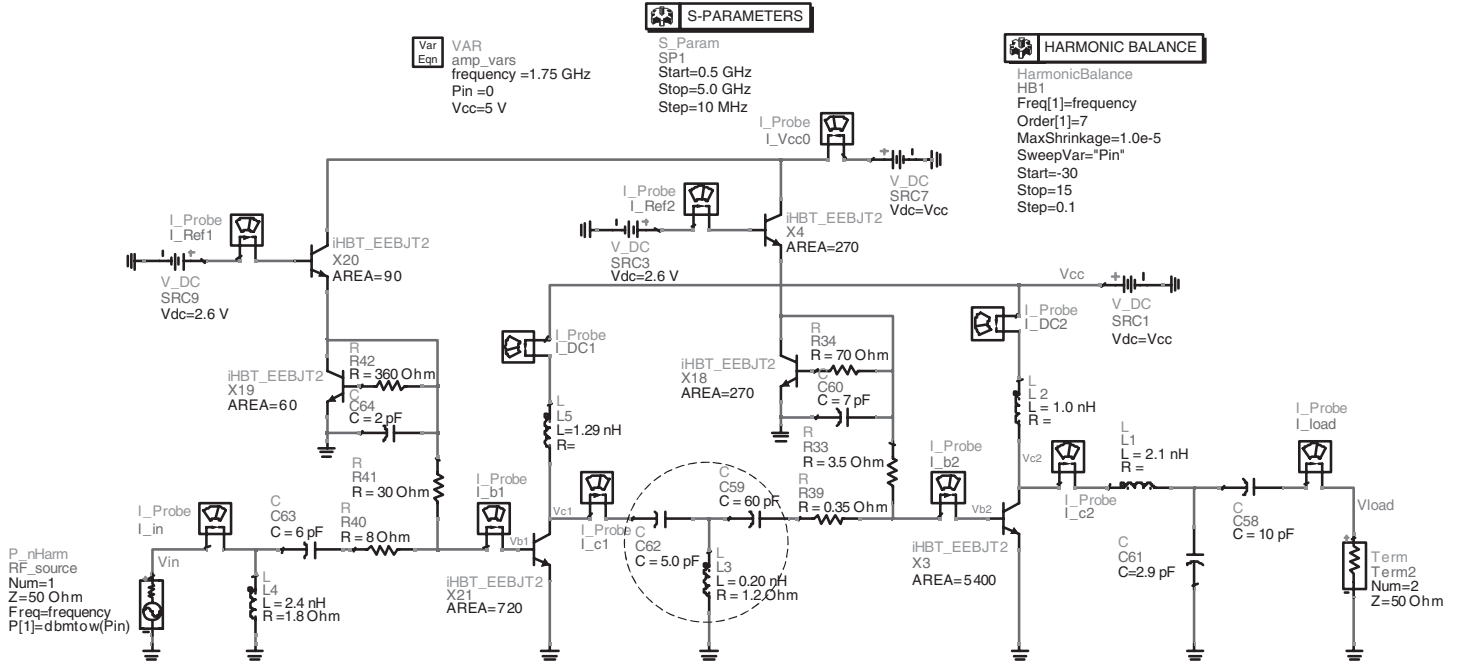 S-PARAMETERS
S_Param
SP1
Start=0.5 GHz
Stop=5.0 GHz
Step=10 MHz
Var
Eqn
VAR
amp_vars
frequency =1.75 GHz
Pin =0
Vcc=5 V
HARMONIC BALANCE
HarmonicBalance
HB1
Freq[1]=frequency
Order[1]=7
MaxShrinkage=1.0e-5
SweepVar="Pin"
Start=-30
Stop=15
Step=0.1
I_Probe
I_Vcc0
V_DC
SRC7
Vdc=Vcc
I_Probe
I_Ref2
V_DC
SRC3
Vdc=2.6 V
iHBT_EEBJT2
X4
AREA=270
I_Probe
I_Ref1
V_DC
SRC9
Vdc=2.6 V
iHBT_EEBJT2
X20
AREA=90
Vcc
V_DC
SRC1
Vdc=Vcc
I_Probe
I_DC1
I_Probe
I_DC2
R
R42
R = 360 Ohm
iHBT_EEBJT2
X19
AREA=60
C
C64
C = 2 pF
R
R34
R = 70 Ohm
iHBT_EEBJT2
X18
AREA=270
C
C60
C = 7 pF
L
L5
L=1.29 nH
R=
L
L2
L = 1.0 nH
R =
R
R33
R = 3.5 Ohm
R
R41
R = 30 Ohm
I_Probe
I_b1
I_Probe
I_b2
Vc2
I_Probe
I_c2
L
L1
L = 2.1 nH
R =
I_Probe
I_load
C
C58
C = 10 pF
Vload
I_Probe
I_in
C
C63
C = 6 pF
R
R40
R = 8 Ohm
Vb1
Vc1
I_Probe
I_c1
C
C59
C = 60 pF
C
C62
C = 5.0 pF
R
R39
R = 0.35 Ohm
Vb2
iHBT_EEBJT2
X3
AREA=5400
C
C61
C=2.9 pF
Term
Term2
Num=2
Z=50 Ohm
P_nHarm
RF_source
Num=1
Z=50 Ohm
Freq=frequency
P[1]=dbmtow(Pin)
Vin
L
L4
L = 2.4 nH
R =1.8 Ohm
iHBT_EEBJT2
X21
AREA=720
L
L3
L = 0.20 nH
R = 1.2 Ohm